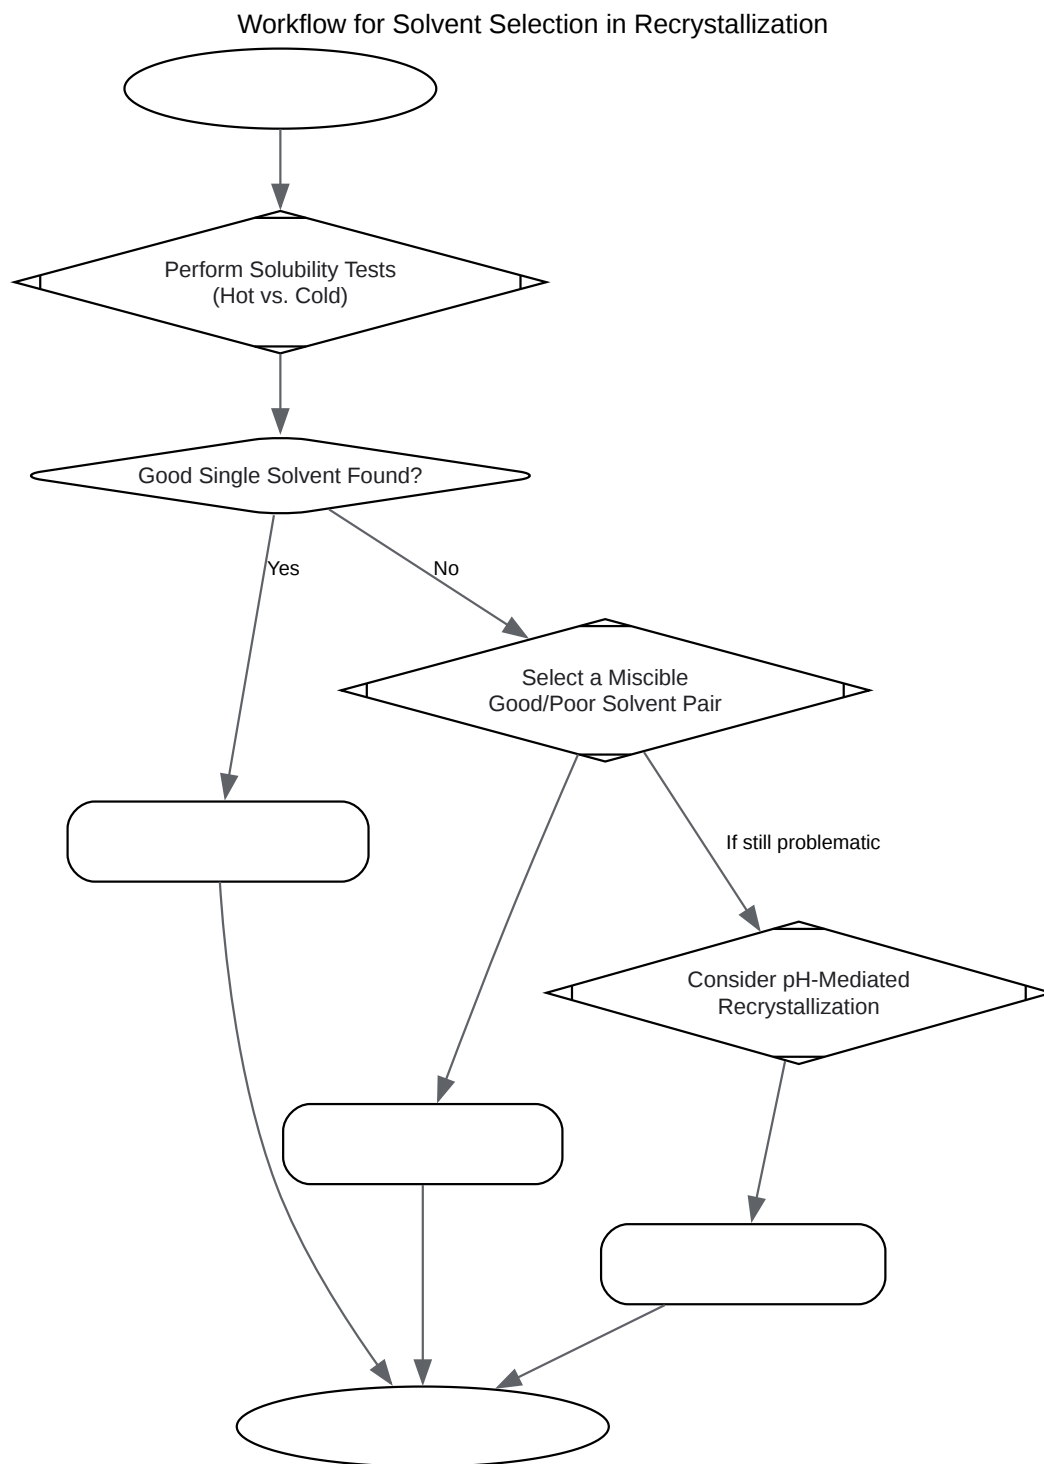 Workflow for Solvent Selection in Recrystallization
Perform Solubility Tests
(Hot vs. Cold)
Good Single Solvent Found?
Yes
No
Select a Miscible
Good/Poor Solvent Pair
If still problematic
Consider pH-Mediated
Recrystallization